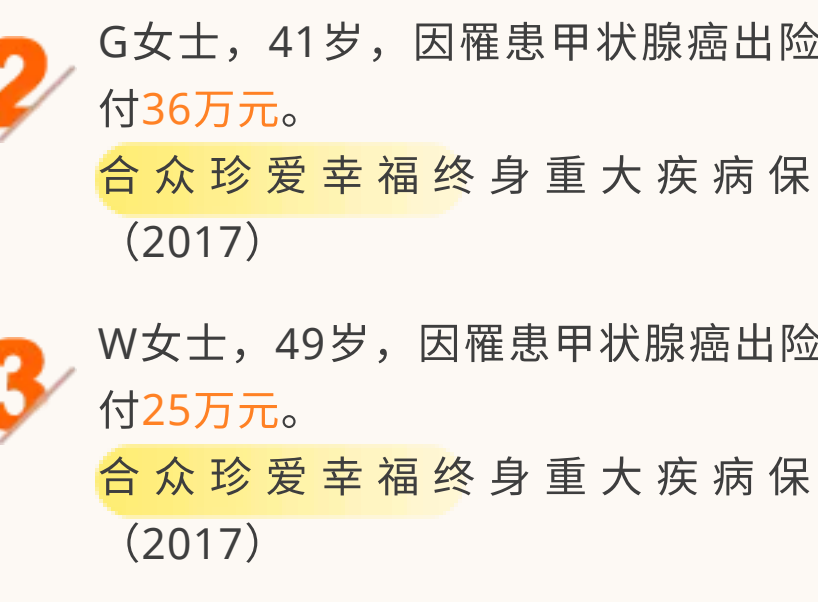 2
G女士，41岁，因罹患甲状腺癌出险
付36万元。
合众珍爱幸福终身重大疾病保
（2017）
3
W女士，49岁，因罹患甲状腺癌出险
付25万元。
合众珍爱幸福终身重大疾病保
（2017）